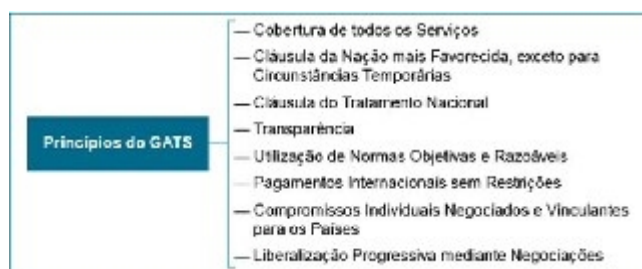 Princípios do GATS
— Cobertura de todos os Serviços
— Cláusula da Nação mais Favorecida, exceto para
Circunstâncias Temporárias
— Cláusula do Tratamento Nacional
— Transparência
— Utilização de Normas Objetivas e Razoáveis
— Pagamentos Internacionais sem Restrições
— Compromissos Individuais Negociados e Vinculantes
para os Países
— Liberalização Progressiva mediante Negociações